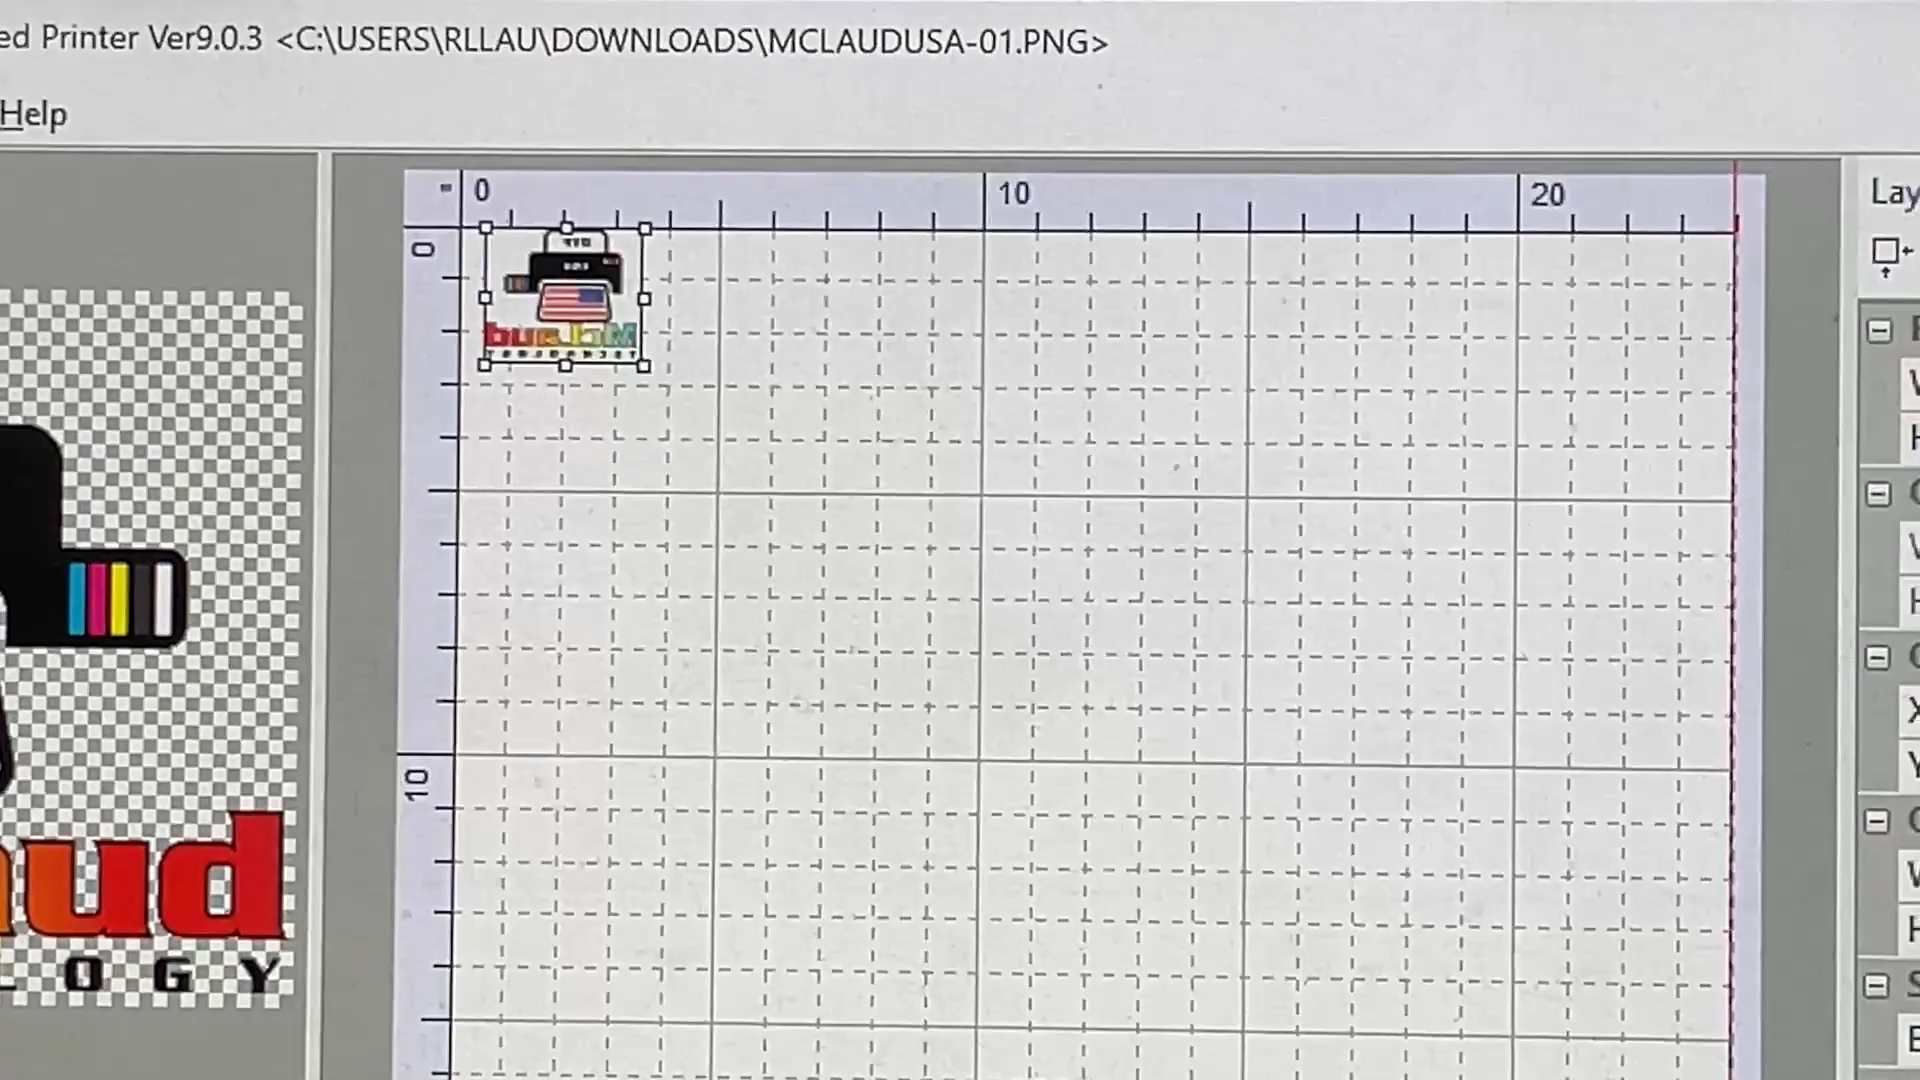 ed Printer Ver9.0.3 <C:\USERS\RLLAU\DOWNLOADS\MCLAUDUSA-01.PNG>
Help
0 10 20
Lay
0
McLaud
10
aud
O G Y